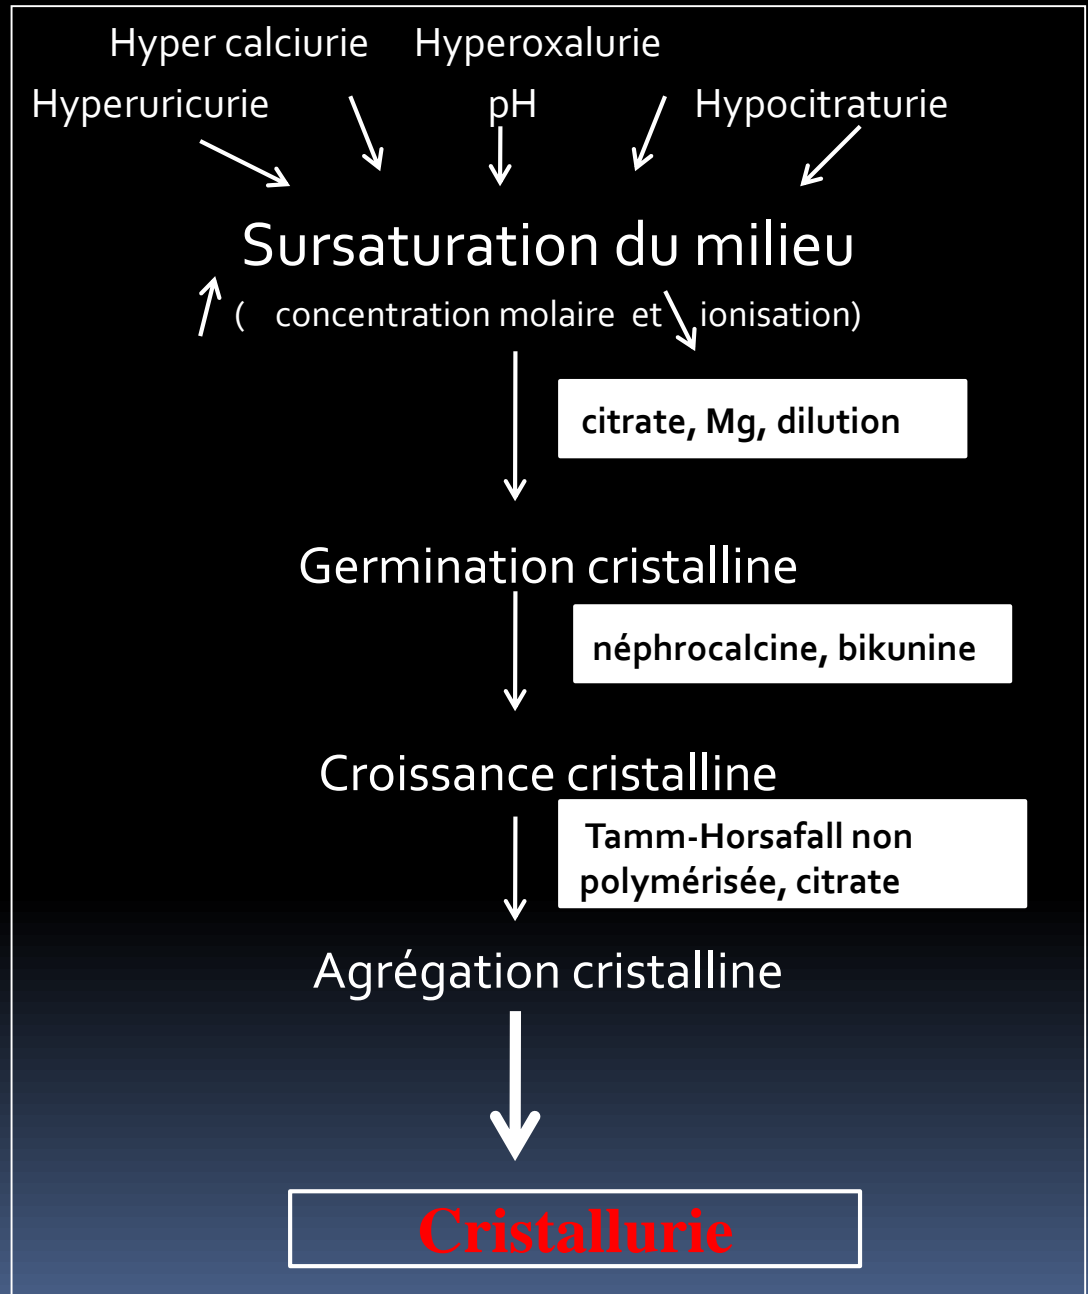 Hyper calciurie Hyperoxalurie
Hyperuricurie pH Hypocitraturie
Sursaturation du milieu
( concentration molaire et ionisation)
citrate, Mg, dilution
Germination cristalline
néphrocalcine, bikunine
Croissance cristalline
Tamm-Horsafall non
polymérisée, citrate
Agrégation cristalline
Cristallurie